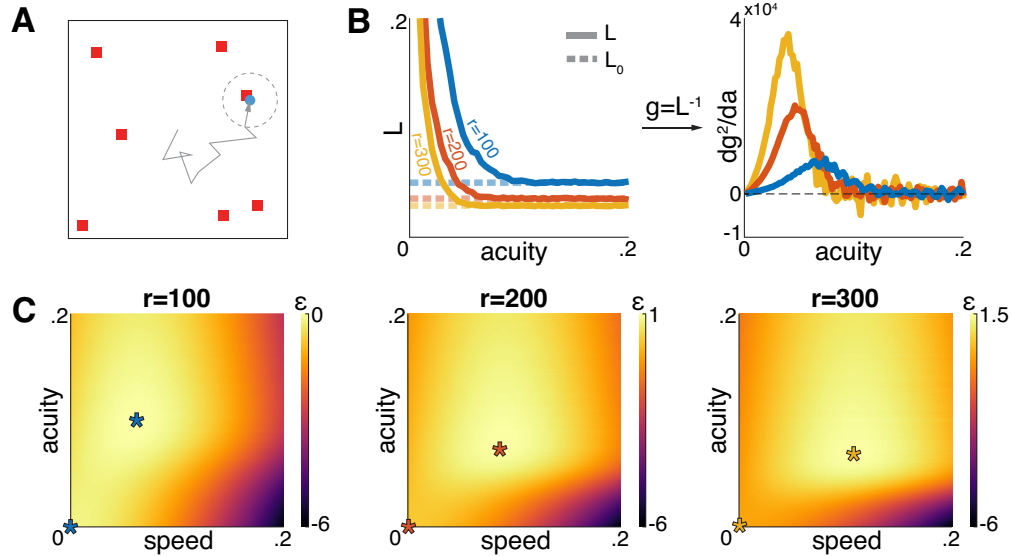 A
B
.2
L
0
acuity
.2
r=300
r=200
r=100
L
L₀
g=L⁻¹
x10⁴
4
dg²/da
0
-1
0
acuity
.2
C
r=100
.2
acuity
0
speed
.2
ε
0
-6
r=200
.2
acuity
0
speed
.2
ε
1
-6
r=300
.2
acuity
0
speed
.2
ε
1.5
-6